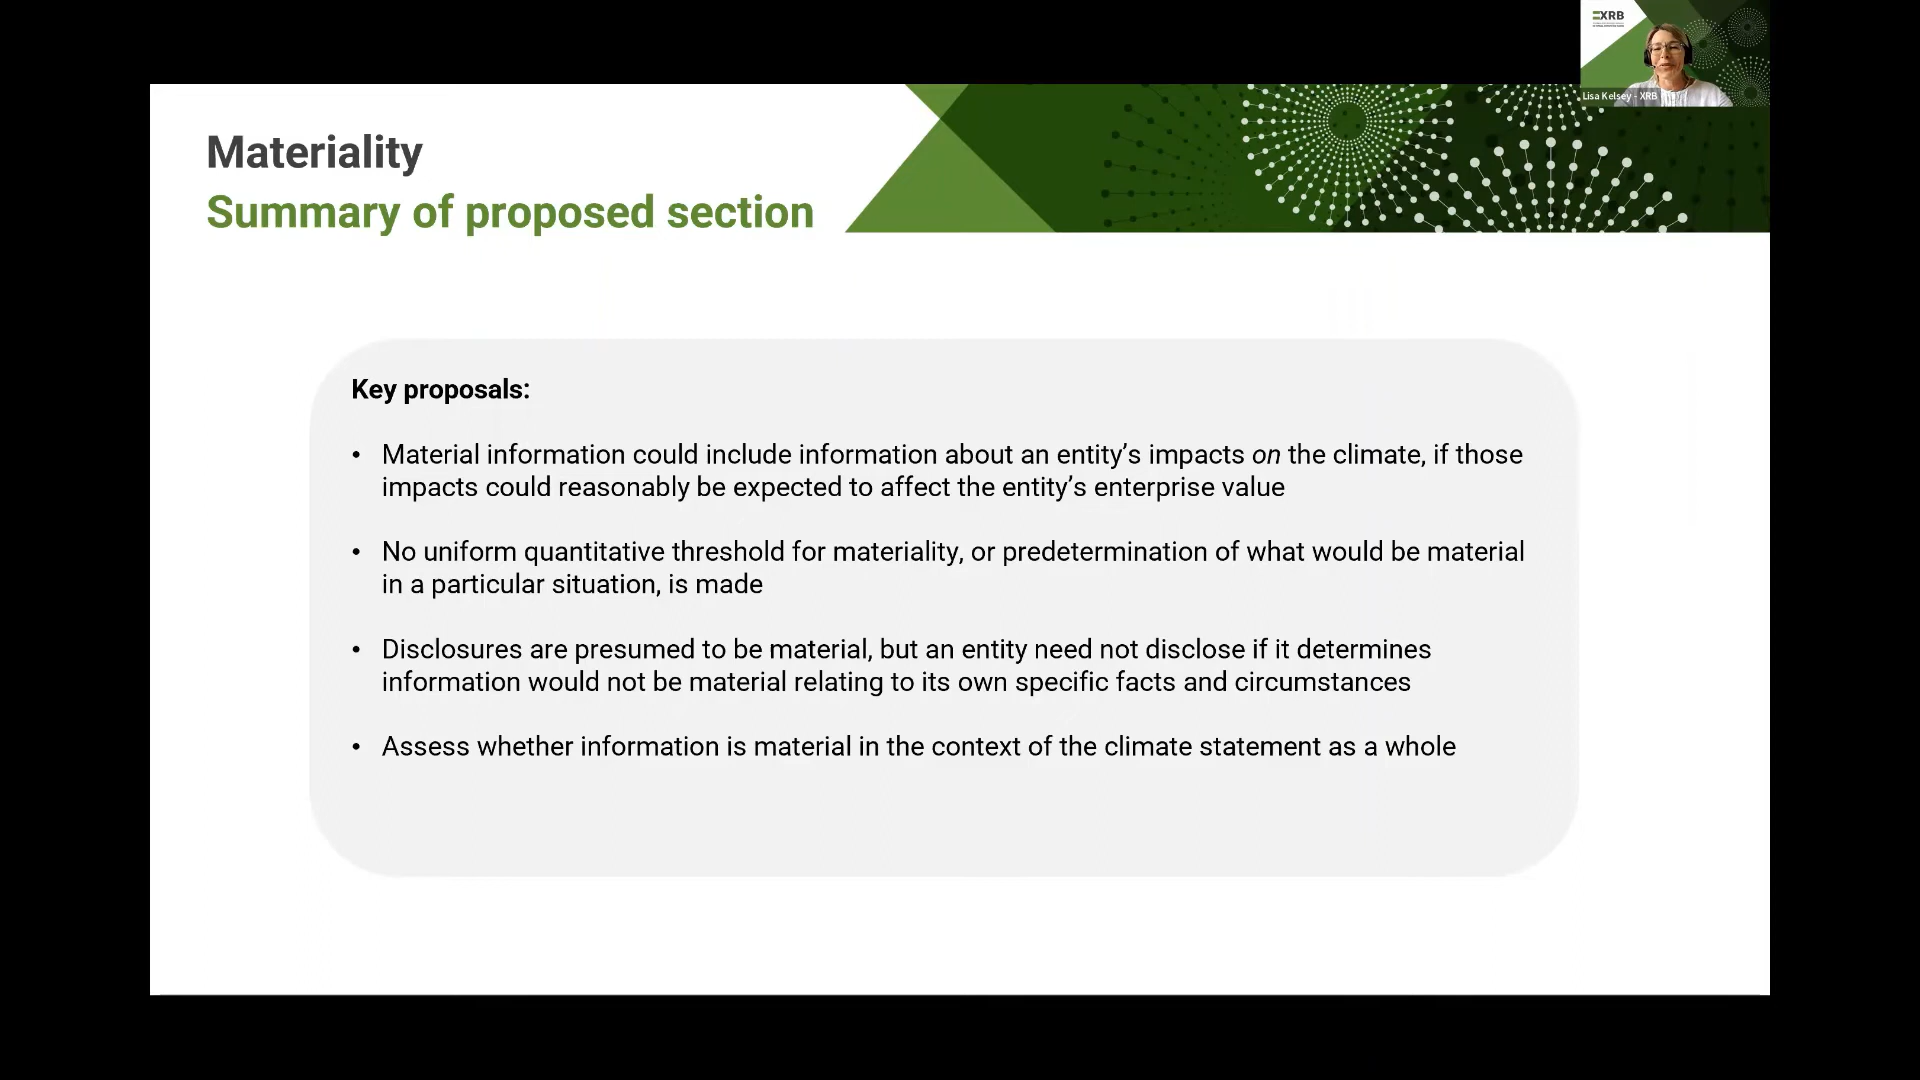 XRB
Lisa Kelsey - XRB
Materiality
Summary of proposed section
Key proposals:
• Material information could include information about an entity’s impacts on the climate, if those
impacts could reasonably be expected to affect the entity’s enterprise value
• No uniform quantitative threshold for materiality, or predetermination of what would be material
in a particular situation, is made
• Disclosures are presumed to be material, but an entity need not disclose if it determines
information would not be material relating to its own specific facts and circumstances
• Assess whether information is material in the context of the climate statement as a whole